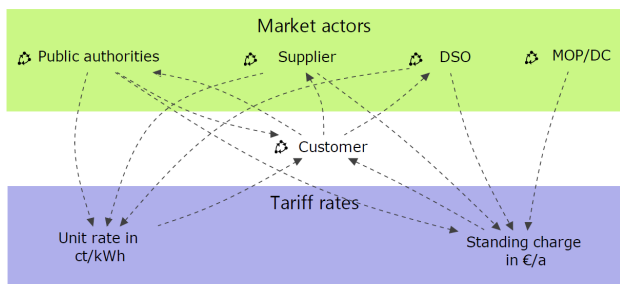 Market actors
Public authorities
Supplier
DSO
MOP/DC
Customer
Tariff rates
Unit rate in
ct/kWh
Standing charge
in €/a